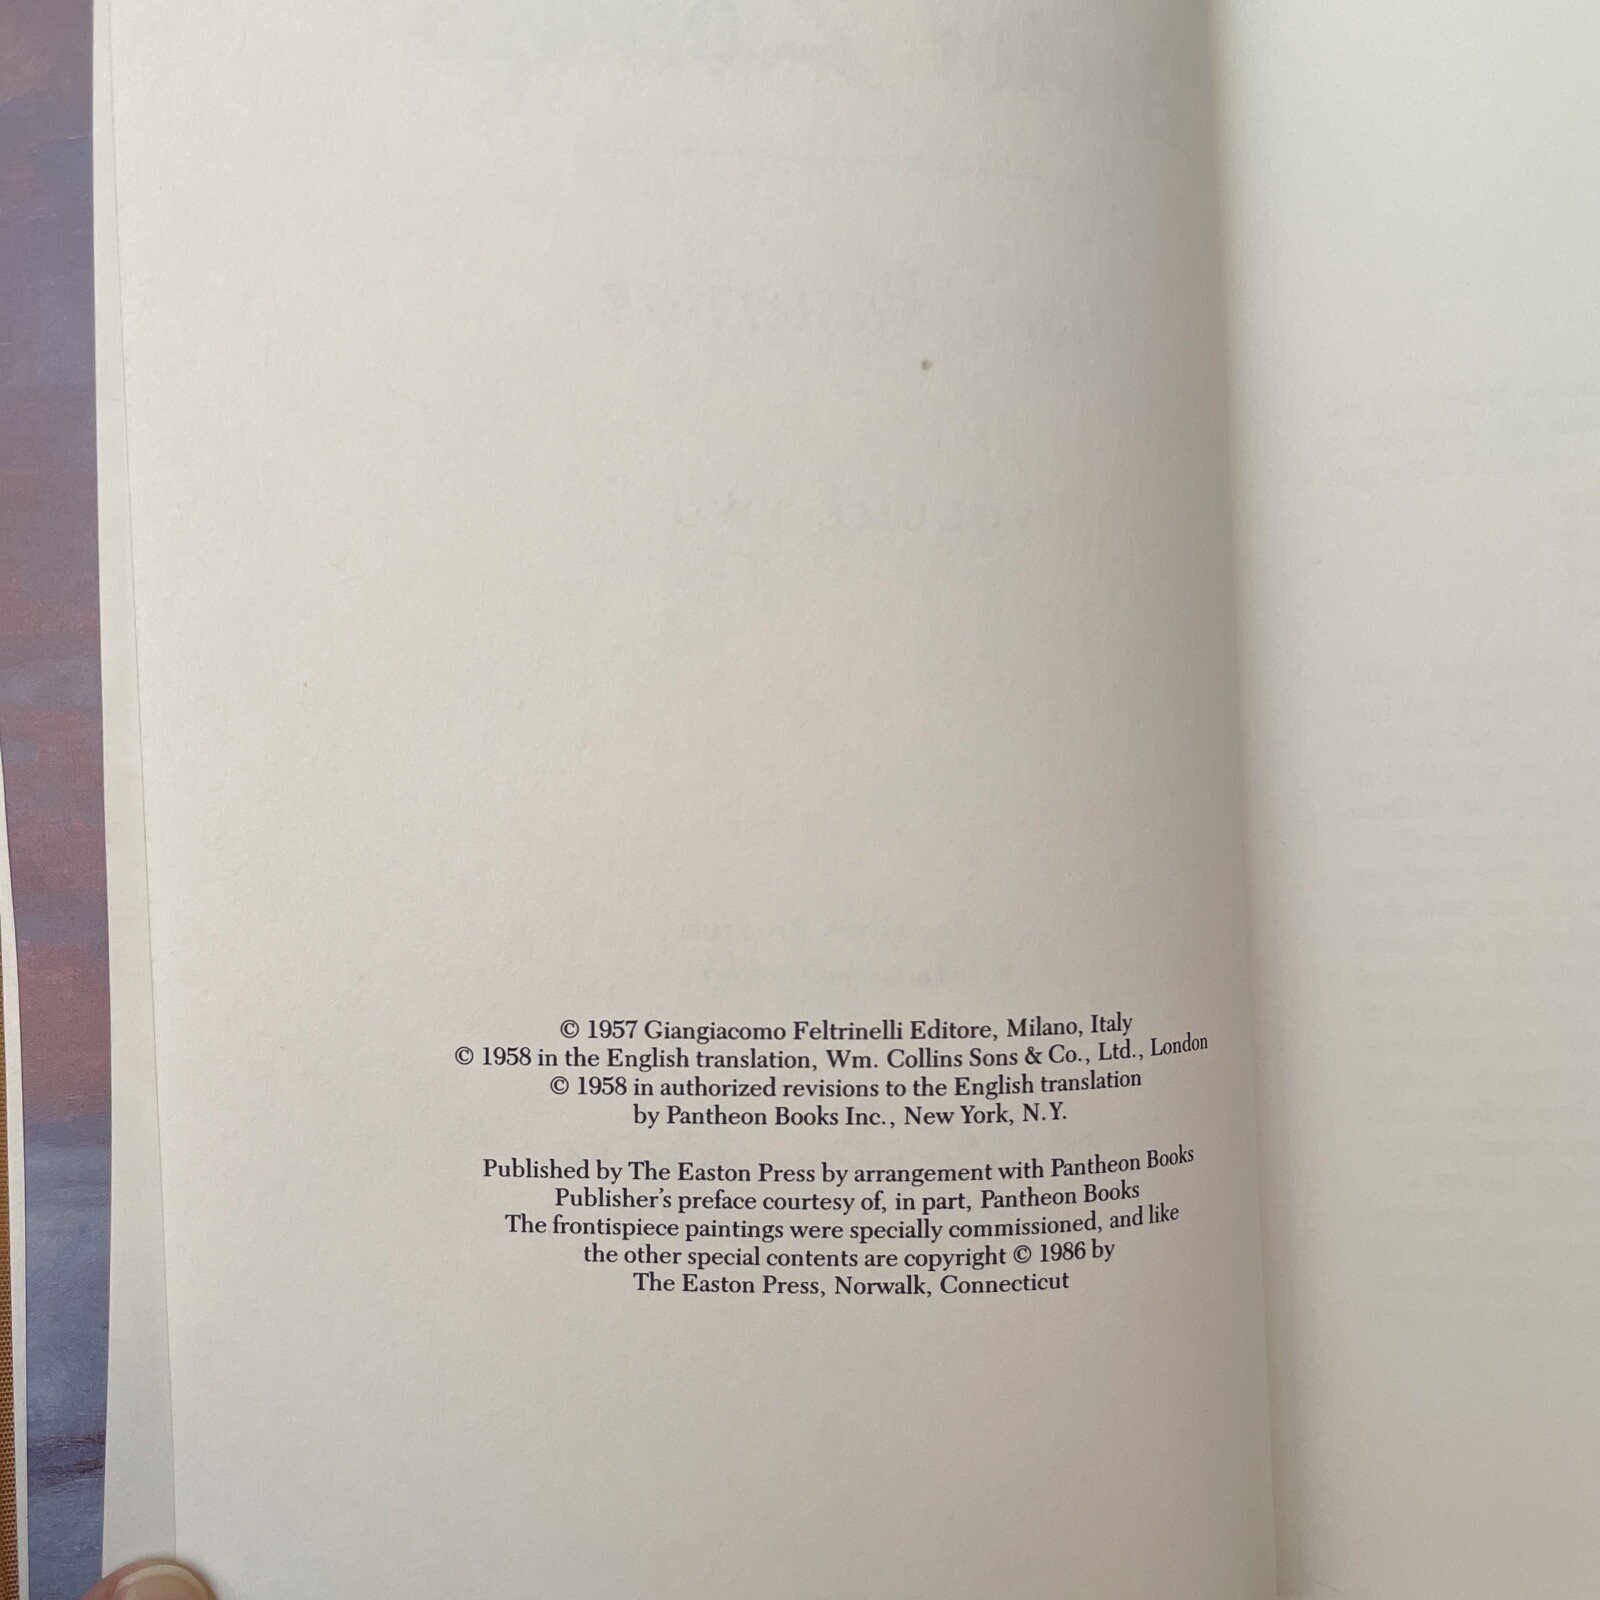 © 1957 Giangiacomo Feltrinelli Editore, Milano, Italy
© 1958 in the English translation, Wm. Collins Sons & Co., Ltd., London
© 1958 in authorized revisions to the English translation
by Pantheon Books Inc., New York, N.Y.
Published by The Easton Press by arrangement with Pantheon Books
Publisher's preface courtesy of, in part, Pantheon Books
The frontispiece paintings were specially commissioned, and like
the other special contents are copyright © 1986 by
The Easton Press, Norwalk, Connecticut